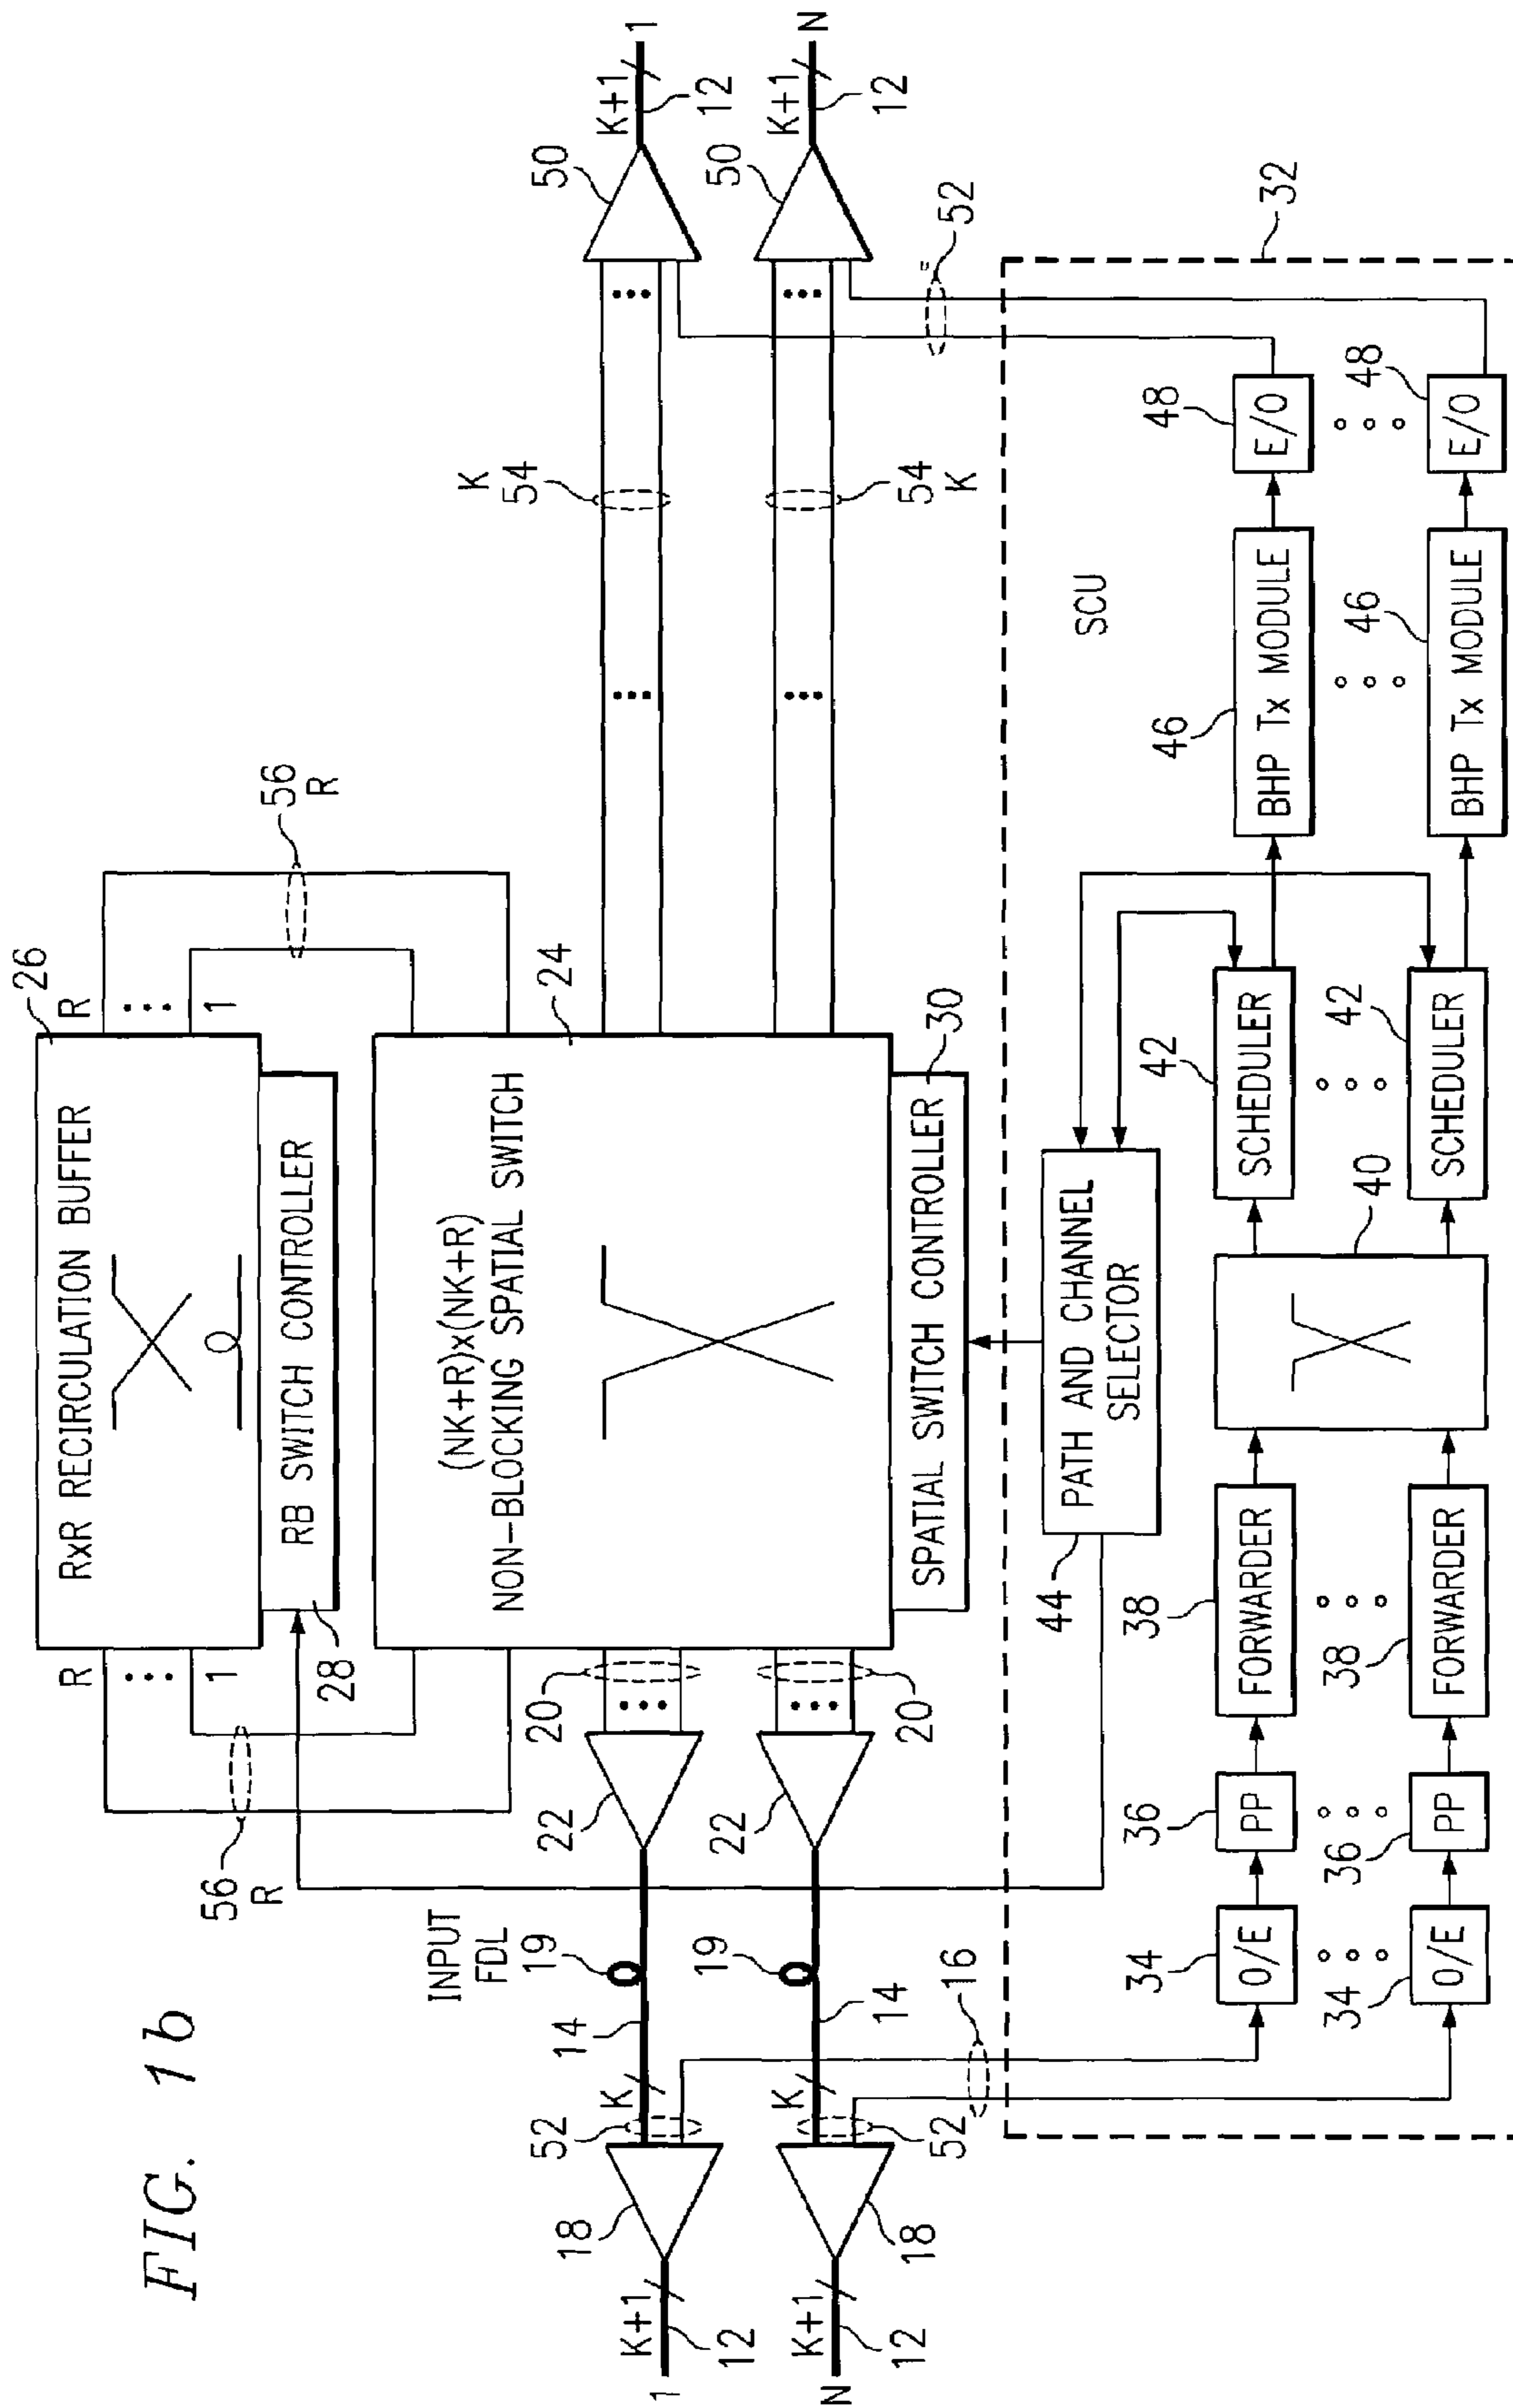 FIG. 1b
26
R
RxR RECIRCULATION BUFFER
R
1
1
RB SWITCH CONTROLLER
28
56
R
56
R
24
(NK+R)x(NK+R)
NON-BLOCKING SPATIAL SWITCH
SPATIAL SWITCH CONTROLLER
30
INPUT
FDL
1
K+1
12
18
52
K
14
19
22
20
K
54
50
K+1
12
1
N
K+1
12
18
52
K
14
19
22
20
54
K
50
K+1
12
N
16
52
32
SCU
44
PATH AND CHANNEL
SELECTOR
34
O/E
36
PP
38
FORWARDER
40
42
SCHEDULER
46
BHP Tx MODULE
48
E/O
34
O/E
36
PP
38
FORWARDER
42
SCHEDULER
46
BHP Tx MODULE
48
E/O